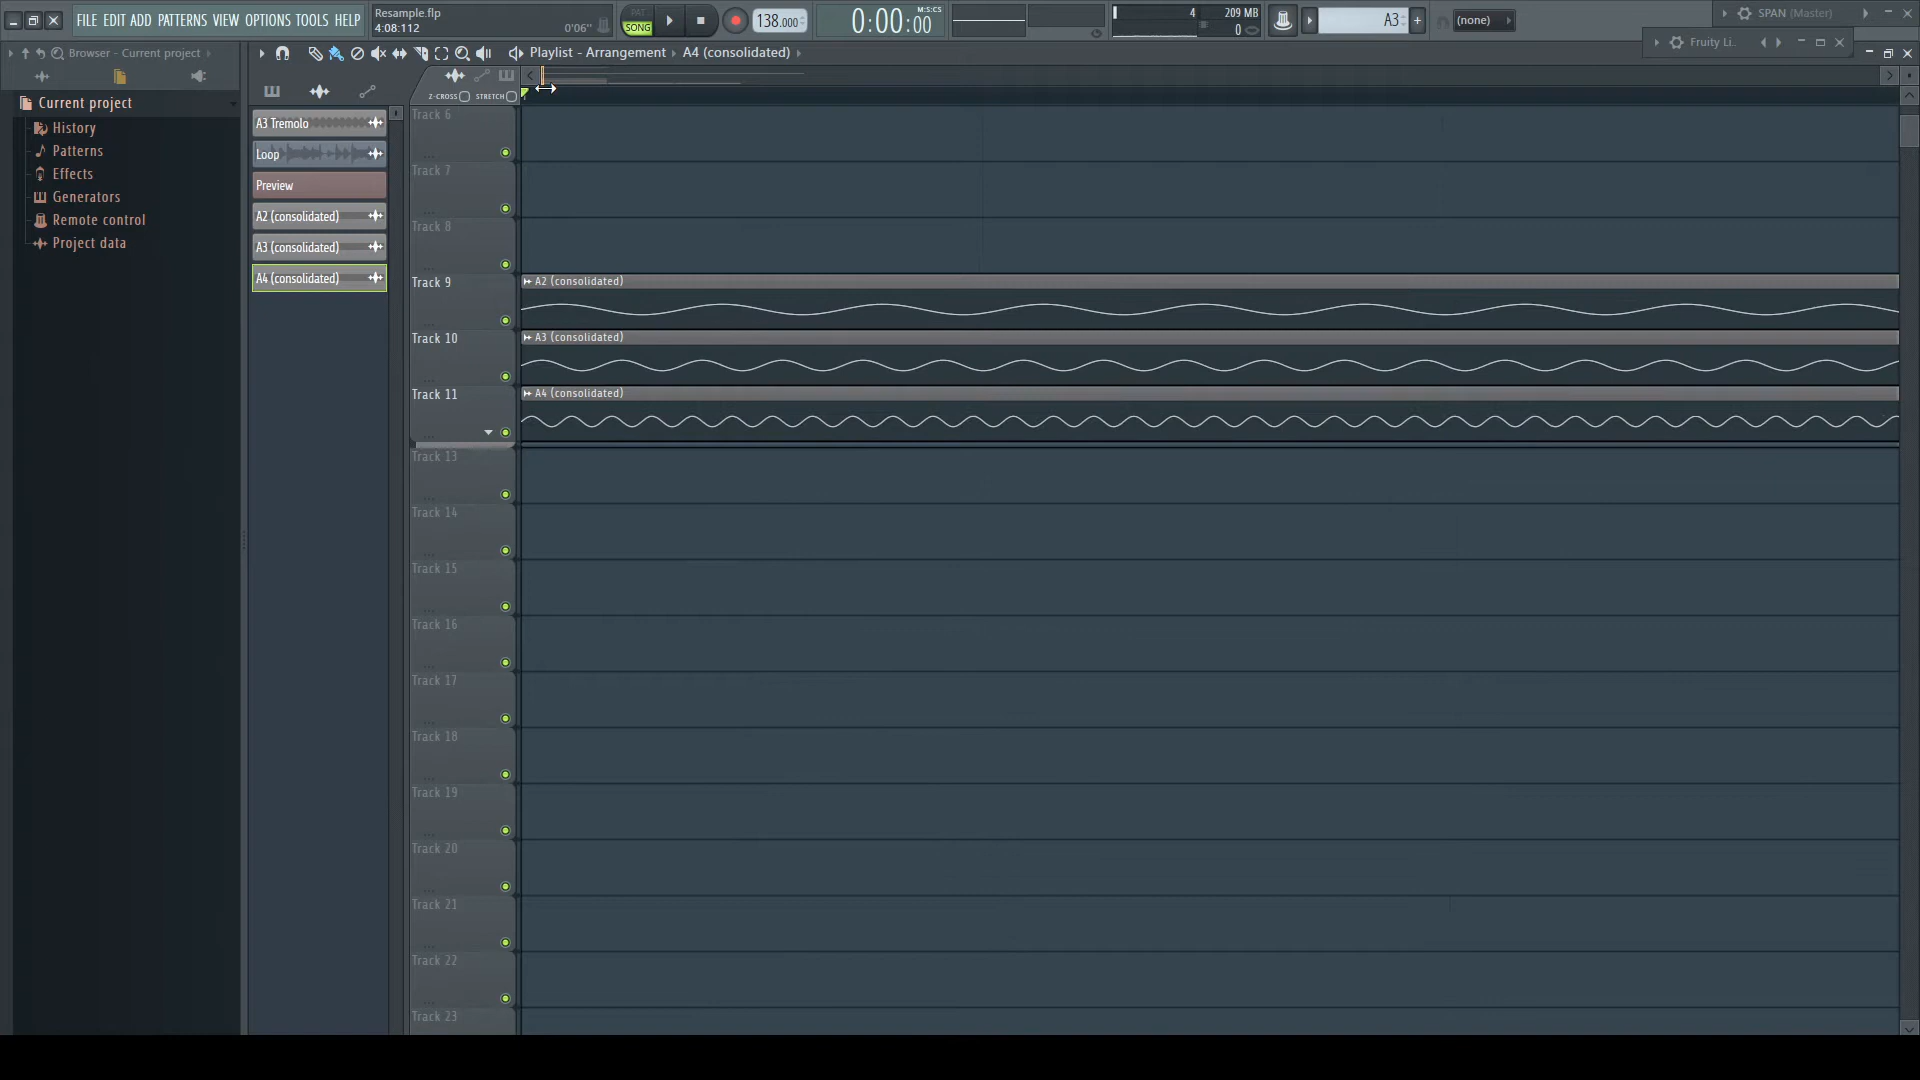 FILE EDIT ADD PATTERNS VIEW OPTIONS TOOLS HELP
Resample.flp
4:08:112
0'06''
PAT
SONG
138.000
0:00:00
M:S:CS
4
209 MB
0
A3
(none)
SPAN (Master)
Fruity Li..
Browser - Current project
Playlist - Arrangement
A4 (consolidated)
Z-CROSS
STRETCH
Current project
History
Patterns
Effects
Generators
Remote control
Project data
A3 Tremolo
Loop
Preview
A2 (consolidated)
A3 (consolidated)
A4 (consolidated)
Track 6
Track 7
Track 8
Track 9
A2 (consolidated)
Track 10
A3 (consolidated)
Track 11
A4 (consolidated)
Track 13
Track 14
Track 15
Track 16
Track 17
Track 18
Track 19
Track 20
Track 21
Track 22
Track 23